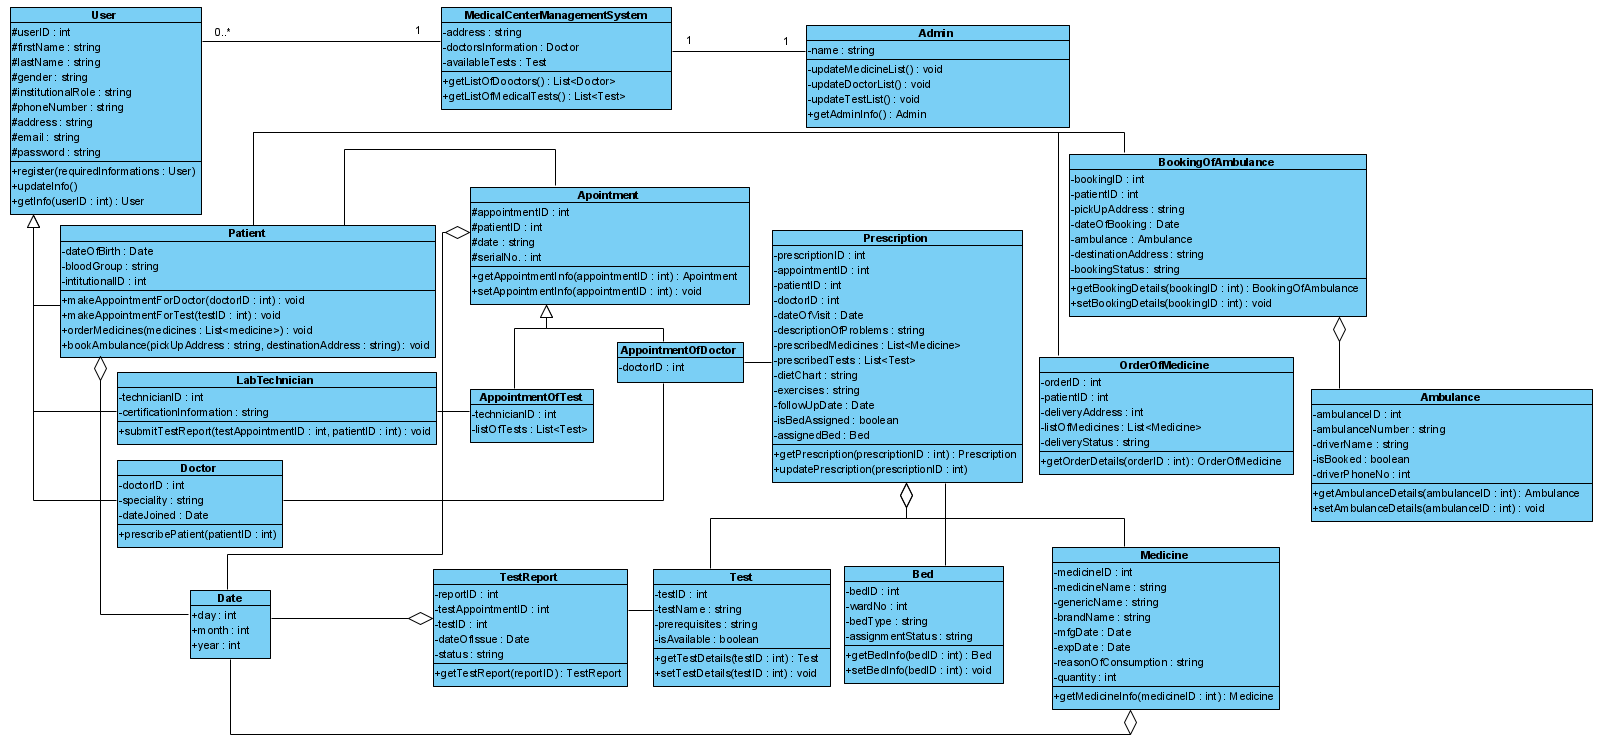 User
#userID : int
#firstName : string
#lastName : string
#gender : string
#institutionalRole : string
#phoneNumber : string
#address : string
#email : string
#password : string
+register(requiredInformations : User)
+updateInfo()
+getInfo(userID : int) : User
0..*
1
MedicalCenterManagementSystem
-address : string
-doctorsInformation : Doctor
-availableTests : Test
+getListOfDooctors() : List<Doctor>
+getListOfMedicalTests() : List<Test>
1
1
Admin
-name : string
-updateMedicineList() : void
-updateDoctorList() : void
-updateTestList() : void
+getAdminInfo() : Admin
BookingOfAmbulance
-bookingID : int
-patientID : int
-pickUpAddress : string
-dateOfBooking : Date
-ambulance : Ambulance
-destinationAddress : string
-bookingStatus : string
+getBookingDetails(bookingID : int) : BookingOfAmbulance
+setBookingDetails(bookingID : int) : void
Apointment
#appointmentID : int
#patientID : int
#date : string
#serialNo. : int
+getAppointmentInfo(appointmentID : int) : Apointment
+setAppointmentInfo(appointmentID : int) : void
Patient
-dateOfBirth : Date
-bloodGroup : string
-intitutionalID : int
+makeAppointmentForDoctor(doctorID : int) : void
+makeAppointmentForTest(testID : int) : void
+orderMedicines(medicines : List<medicine>) : void
+bookAmbulance(pickUpAddress : string, destinationAddress : string) : void
Prescription
-prescriptionID : int
-appointmentID : int
-patientID : int
-doctorID : int
-dateOfVisit : Date
-descriptionOfProblems : string
-prescribedMedicines : List<Medicine>
-prescribedTests : List<Test>
-dietChart : string
-exercises : string
-followUpDate : Date
-isBedAssigned : boolean
-assignedBed : Bed
+getPrescription(prescriptionID : int) : Prescription
+updatePrescription(prescriptionID : int)
AppointmentOfDoctor
-doctorID : int
OrderOfMedicine
-orderID : int
-patientID : int
-deliveryAddress : int
-listOfMedicines : List<Medicine>
-deliveryStatus : string
+getOrderDetails(orderID : int) : OrderOfMedicine
LabTechnician
-technicianID : int
-certificationInformation : string
+submitTestReport(testAppointmentID : int, patientID : int) : void
AppointmentOfTest
-technicianID : int
-listOfTests : List<Test>
Ambulance
-ambulanceID : int
-ambulanceNumber : string
-driverName : string
-isBooked : boolean
-driverPhoneNo : int
+getAmbulanceDetails(ambulanceID : int) : Ambulance
+setAmbulanceDetails(ambulanceID : int) : void
Doctor
-doctorID : int
-speciality : string
-dateJoined : Date
+prescribePatient(patientID : int)
Date
+day : int
+month : int
+year : int
TestReport
-reportID : int
-testAppointmentID : int
-testID : int
-dateOfIssue : Date
-status : string
+getTestReport(reportID) : TestReport
Test
-testID : int
-testName : string
-prerequisites : string
-isAvailable : boolean
+getTestDetails(testID : int) : Test
+setTestDetails(testID : int) : void
Bed
-bedID : int
-wardNo : int
-bedType : string
-assignmentStatus : string
+getBedInfo(bedID : int) : Bed
+setBedInfo(bedID : int) : void
Medicine
-medicineID : int
-medicineName : string
-genericName : string
-brandName : string
-mfgDate : Date
-expDate : Date
-reasonOfConsumption : string
-quantity : int
+getMedicineInfo(medicineID : int) : Medicine